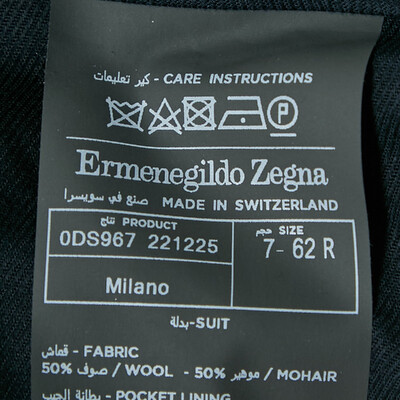 كير تعليمات - CARE INSTRUCTIONS
P
Ermenegildo Zegna
صنع في سويسرا MADE IN SWITZERLAND
نتاج PRODUCT
0DS967 221225
Milano
حجم SIZE
7- 62 R
بدلة-SUIT
قماش - FABRIC
50% صوف / WOOL - 50% موهير / MOHAIR
بطانة الجيب - POCKET LINING